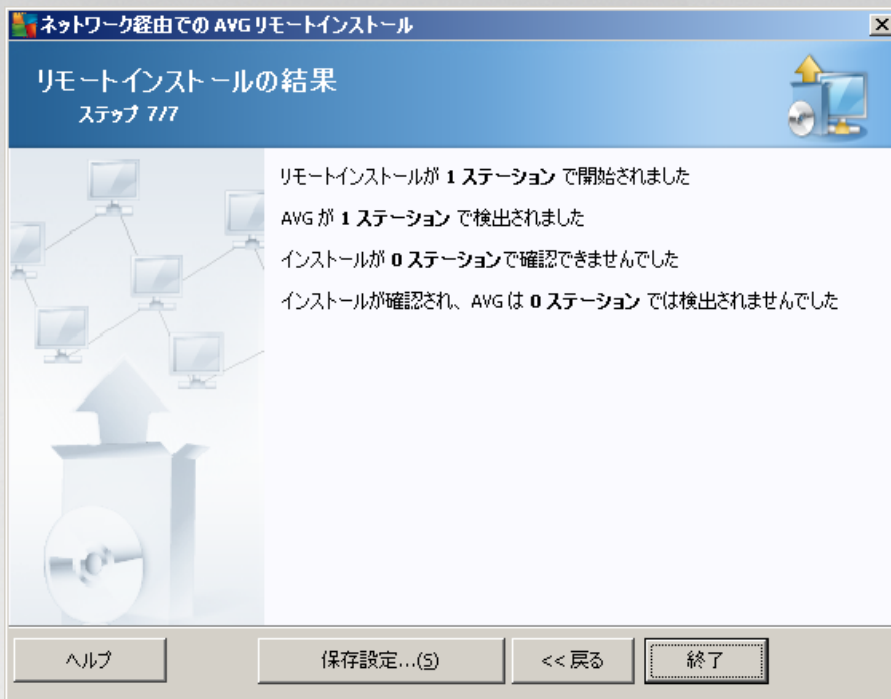 ネットワーク経由での AVG リモートインストール
リモートインストールの結果
ステップ 7/7
リモートインストールが 1 ステーション で開始されました
AVG が 1 ステーション で検出されました
インストールが 0 ステーションで確認できませんでした
インストールが確認され、AVG は 0 ステーション では検出されませんでした
ヘルプ
保存設定...(S)
<< 戻る
終了